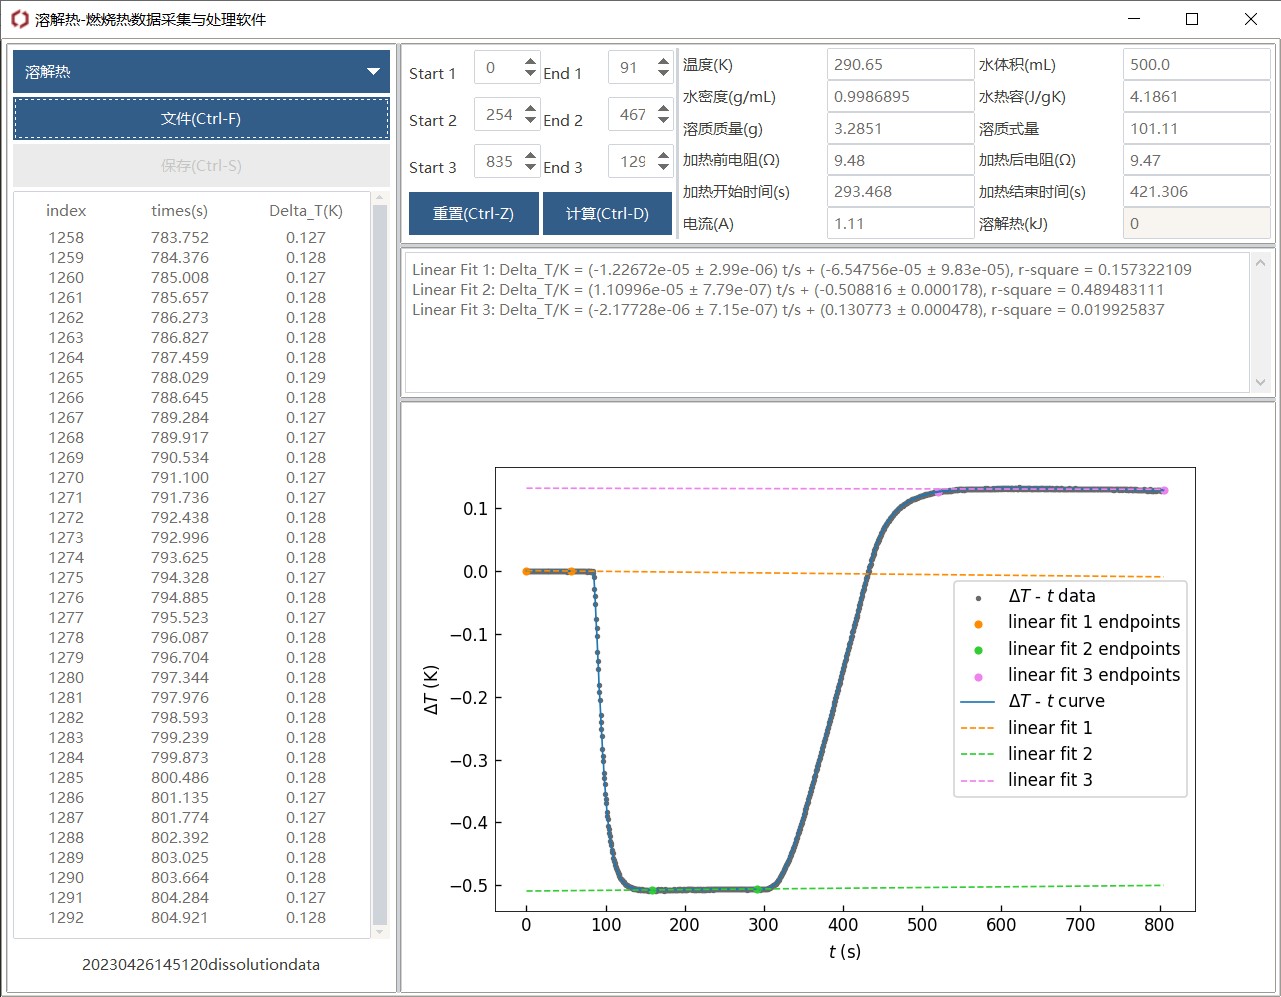 溶解热-燃烧热数据采集与处理软件
溶解热
文件(Ctrl-F)
保存(Ctrl-S)
index times(s) Delta_T(K)
1258 783.752 0.127
1259 784.376 0.128
1260 785.008 0.127
1261 785.657 0.128
1262 786.273 0.128
1263 786.827 0.128
1264 787.459 0.128
1265 788.029 0.129
1266 788.645 0.128
1267 789.284 0.127
1268 789.917 0.127
1269 790.534 0.128
1270 791.100 0.127
1271 791.736 0.127
1272 792.438 0.128
1273 792.996 0.128
1274 793.625 0.128
1275 794.328 0.127
1276 794.885 0.128
1277 795.523 0.127
1278 796.087 0.128
1279 796.704 0.127
1280 797.344 0.128
1281 797.976 0.128
1282 798.593 0.128
1283 799.239 0.128
1284 799.873 0.128
1285 800.486 0.128
1286 801.135 0.127
1287 801.774 0.127
1288 802.392 0.128
1289 803.025 0.128
1290 803.664 0.128
1291 804.284 0.127
1292 804.921 0.128
20230426145120dissolutiondata
Start 1 0 End 1 91
Start 2 254 End 2 467
Start 3 835 End 3 129
重置(Ctrl-Z) 计算(Ctrl-D)
温度(K) 290.65 水体积(mL) 500.0
水密度(g/mL) 0.9986895 水热容(J/gK) 4.1861
溶质质量(g) 3.2851 溶质式量 101.11
加热前电阻(Ω) 9.48 加热后电阻(Ω) 9.47
加热开始时间(s) 293.468 加热结束时间(s) 421.306
电流(A) 1.11 溶解热(kJ) 0
Linear Fit 1: Delta_T/K = (-1.22672e-05 ± 2.99e-06) t/s + (-6.54756e-05 ± 9.83e-05), r-square = 0.157322109
Linear Fit 2: Delta_T/K = (1.10996e-05 ± 7.79e-07) t/s + (-0.508816 ± 0.000178), r-square = 0.489483111
Linear Fit 3: Delta_T/K = (-2.17728e-06 ± 7.15e-07) t/s + (0.130773 ± 0.000478), r-square = 0.019925837
0.1
0.0
−0.1
−0.2
−0.3
−0.4
−0.5
ΔT (K)
0 100 200 300 400 500 600 700 800
t (s)
ΔT - t data
linear fit 1 endpoints
linear fit 2 endpoints
linear fit 3 endpoints
ΔT - t curve
linear fit 1
linear fit 2
linear fit 3